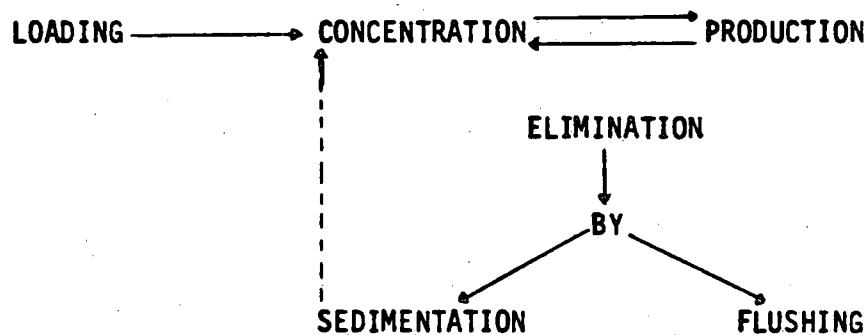 LOADING CONCENTRATION PRODUCTION
ELIMINATION
BY
SEDIMENTATION FLUSHING